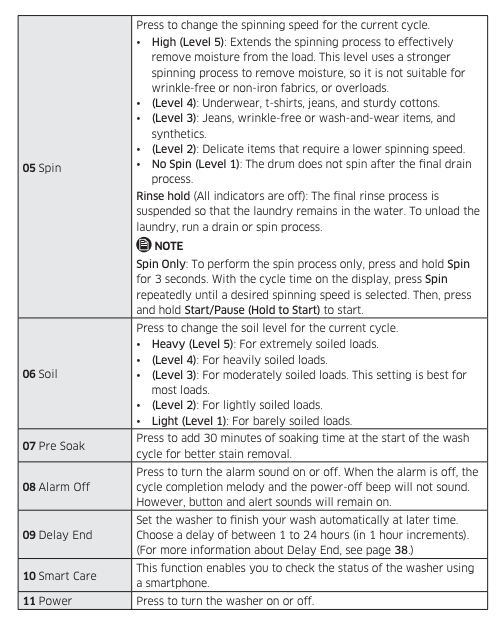 Press to change the spinning speed for the current cycle.
• High (Level 5): Extends the spinning process to effectively
remove moisture from the load. This level uses a stronger
spinning process to remove moisture, so it is not suitable for
wrinkle-free or non-iron fabrics, or overloads.
• (Level 4): Underwear, t-shirts, jeans, and sturdy cottons.
• (Level 3): Jeans, wrinkle-free or wash-and-wear items, and
synthetics.
• (Level 2): Delicate items that require a lower spinning speed.
• No Spin (Level 1): The drum does not spin after the final drain
process.
05 Spin
Rinse hold (All indicators are off): The final rinse process is
suspended so that the laundry remains in the water. To unload the
laundry, run a drain or spin process.
NOTE
Spin Only: To perform the spin process only, press and hold Spin
for 3 seconds. With the cycle time on the display, press Spin
repeatedly until a desired spinning speed is selected. Then, press
and hold Start/Pause (Hold to Start) to start.
06 Soil
Press to change the soil level for the current cycle.
• Heavy (Level 5): For extremely soiled loads.
• (Level 4): For heavily soiled loads.
• (Level 3): For moderately soiled loads. This setting is best for
most loads.
• (Level 2): For lightly soiled loads.
• Light (Level 1): For barely soiled loads.
07 Pre Soak
Press to add 30 minutes of soaking time at the start of the wash
cycle for better stain removal.
08 Alarm Off
Press to turn the alarm sound on or off. When the alarm is off, the
cycle completion melody and the power-off beep will not sound.
However, button and alert sounds will remain on.
09 Delay End
Set the washer to finish your wash automatically at later time.
Choose a delay of between 1 to 24 hours (in 1 hour increments).
(For more information about Delay End, see page 38.)
10 Smart Care
This function enables you to check the status of the washer using
a smartphone.
11 Power
Press to turn the washer on or off.